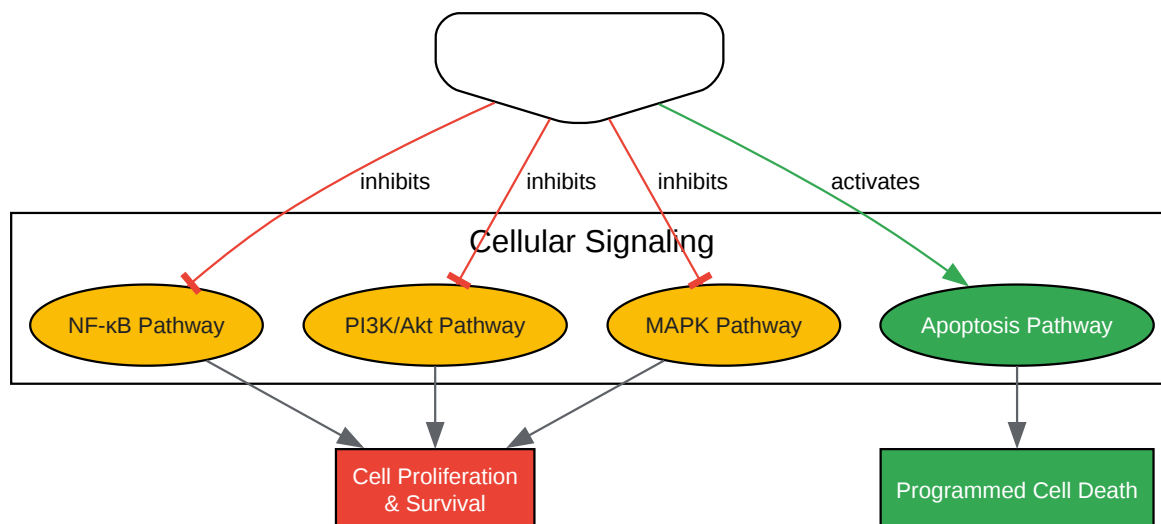 inhibits
inhibits
inhibits
activates
Cellular Signaling
NF-κB Pathway
PI3K/Akt Pathway
MAPK Pathway
Apoptosis Pathway
Cell Proliferation
& Survival
Programmed Cell Death